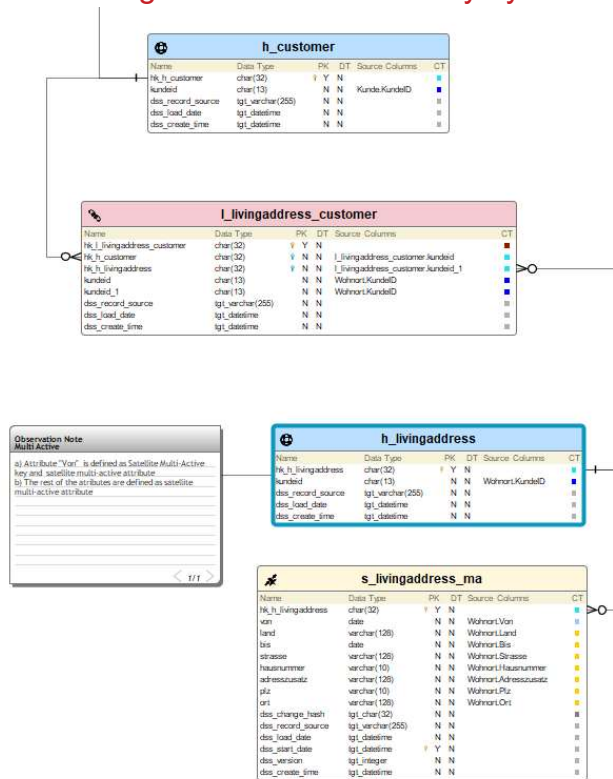 h_customer
Name Data Type PK DT Source Columns CT
hk_h_customer char(32) Y N
kundeid char(13) N N Kunde.KundeID
dss_record_source tgt_varchar(255) N N
dss_load_date tgt_datetime N N
dss_create_time tgt_datetime N N
l_livingaddress_customer
Name Data Type PK DT Source Columns CT
hk_l_livingaddress_customer char(32) Y N
hk_h_customer char(32) N N l_livingaddress_customer.kundeid
hk_h_livingaddress char(32) N N l_livingaddress_customer.kundeid_1
kundeid char(13) N N Wohnort.KundeID
kundeid_1 char(13) N N Wohnort.KundeID
dss_record_source tgt_varchar(255) N N
dss_load_date tgt_datetime N N
dss_create_time tgt_datetime N N
Observation Note
Multi Active
a) Attribute "Von" is defined as Satellite Multi-Active
key and satellite multi-active attribute
b) The rest of the atributes are defined as satellite
multi-active attribute
1/1
h_livingaddress
Name Data Type PK DT Source Columns CT
hk_h_livingaddress char(32) Y N
kundeid char(13) N N Wohnort.KundeID
dss_record_source tgt_varchar(255) N N
dss_load_date tgt_datetime N N
dss_create_time tgt_datetime N N
s_livingaddress_ma
Name Data Type PK DT Source Columns CT
hk_h_livingaddress char(32) Y N
von date N N Wohnort.Von
land varchar(128) N N Wohnort.Land
bis date N N Wohnort.Bis
strasse varchar(128) N N Wohnort.Strasse
hausnummer varchar(10) N N Wohnort.Hausnummer
adresszusatz varchar(128) N N Wohnort.Adresszusatz
plz varchar(10) N N Wohnort.Plz
ort varchar(128) N N Wohnort.Ort
dss_change_hash tgt_char(32) N N
dss_record_source tgt_varchar(255) N N
dss_load_date tgt_datetime N N
dss_start_date tgt_datetime Y N
dss_version tgt_integer N N
dss_create_time tgt_datetime N N